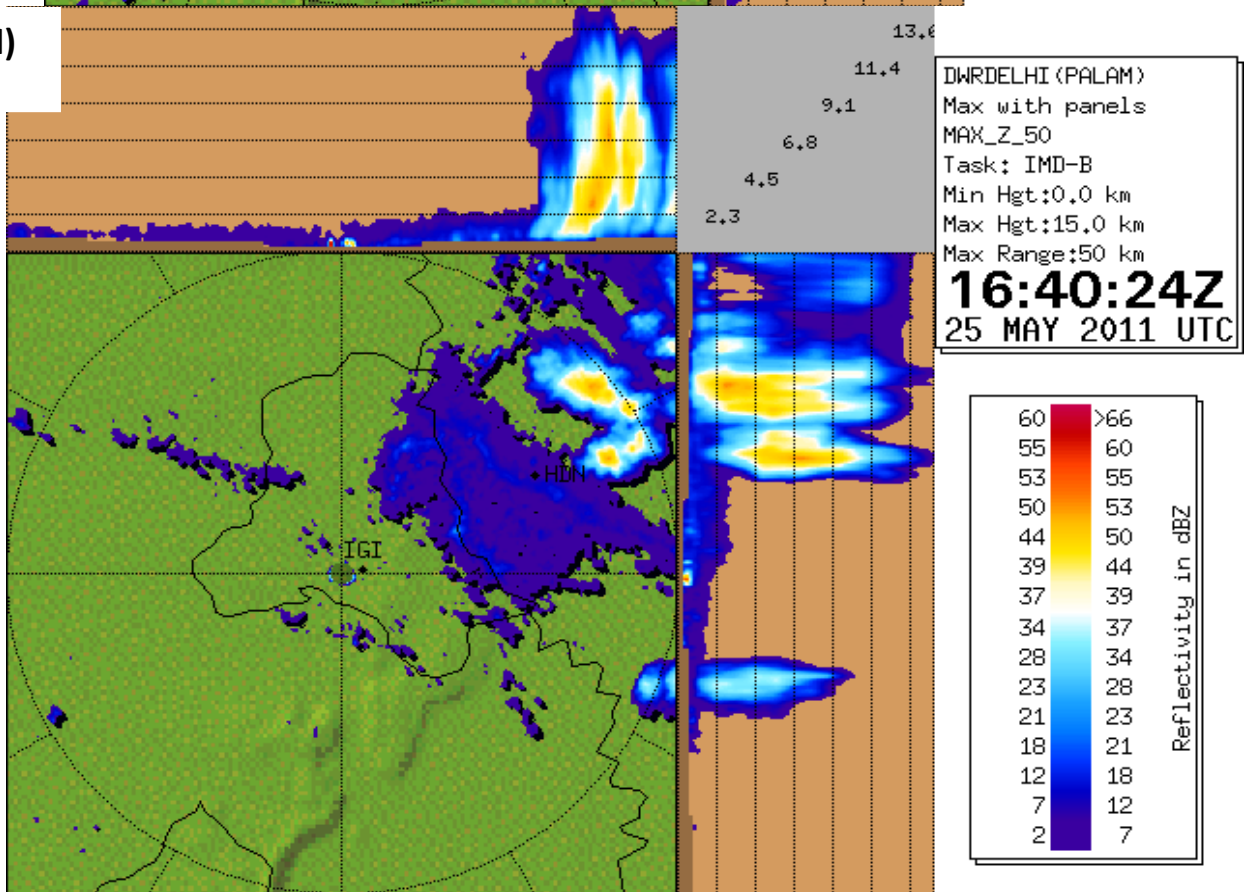 13.6
11.4
9.1
6.8
4.5
2.3
DWRDELHI(PALAM)
Max with panels
MAX_Z_50
Task: IMD-B
Min Hgt:0.0 km
Max Hgt:15.0 km
Max Range:50 km
16:40:24Z
25 MAY 2011 UTC
HDN
IGI
60 >66
55 60
53 55
50 53
44 50
39 44
37 39
34 37
28 34
23 28
21 23
18 21
12 18
7 12
2 7
Reflectivity in dBZ